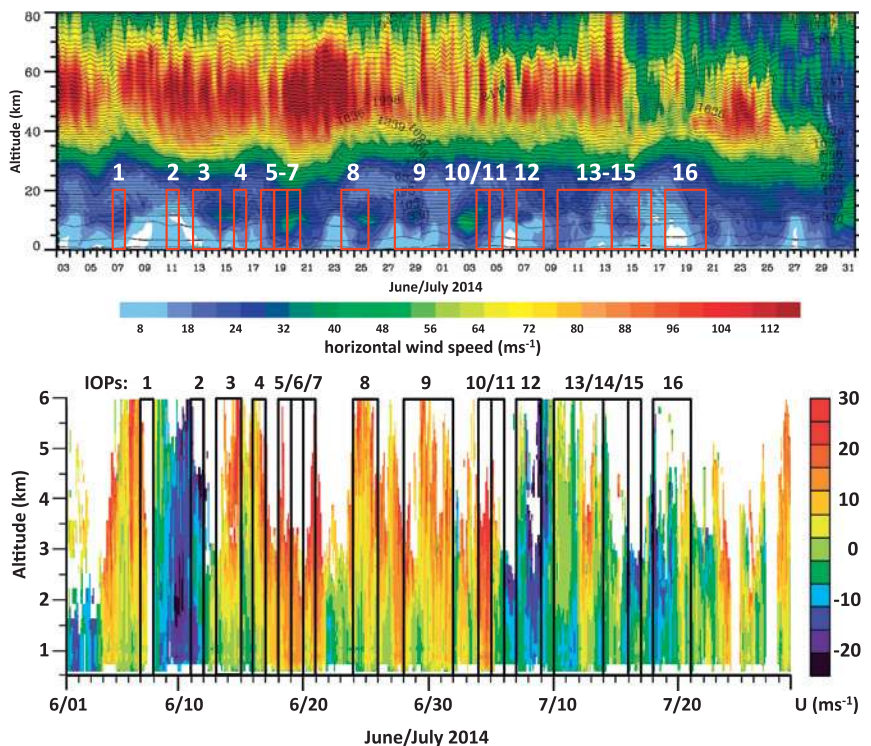 80
60
40
20
0
Altitude (km)
1 2 3 4 5-7 8 9 10/11 12 13-15 16
03 05 07 09 11 13 15 17 19 21 23 25 27 29 01 03 05 07 09 11 13 15 17 19 21 23 25 27 29 31
June/July 2014
8 18 24 32 40 48 56 64 72 80 88 96 104 112
horizontal wind speed (ms-1)
IOPs: 1 2 3 4 5/6/7 8 9 10/11 12 13/14/15 16
6
5
4
3
2
1
Altitude (km)
30
20
10
0
-10
-20
6/01 6/10 6/20 6/30 7/10 7/20 U (ms-1)
June/July 2014